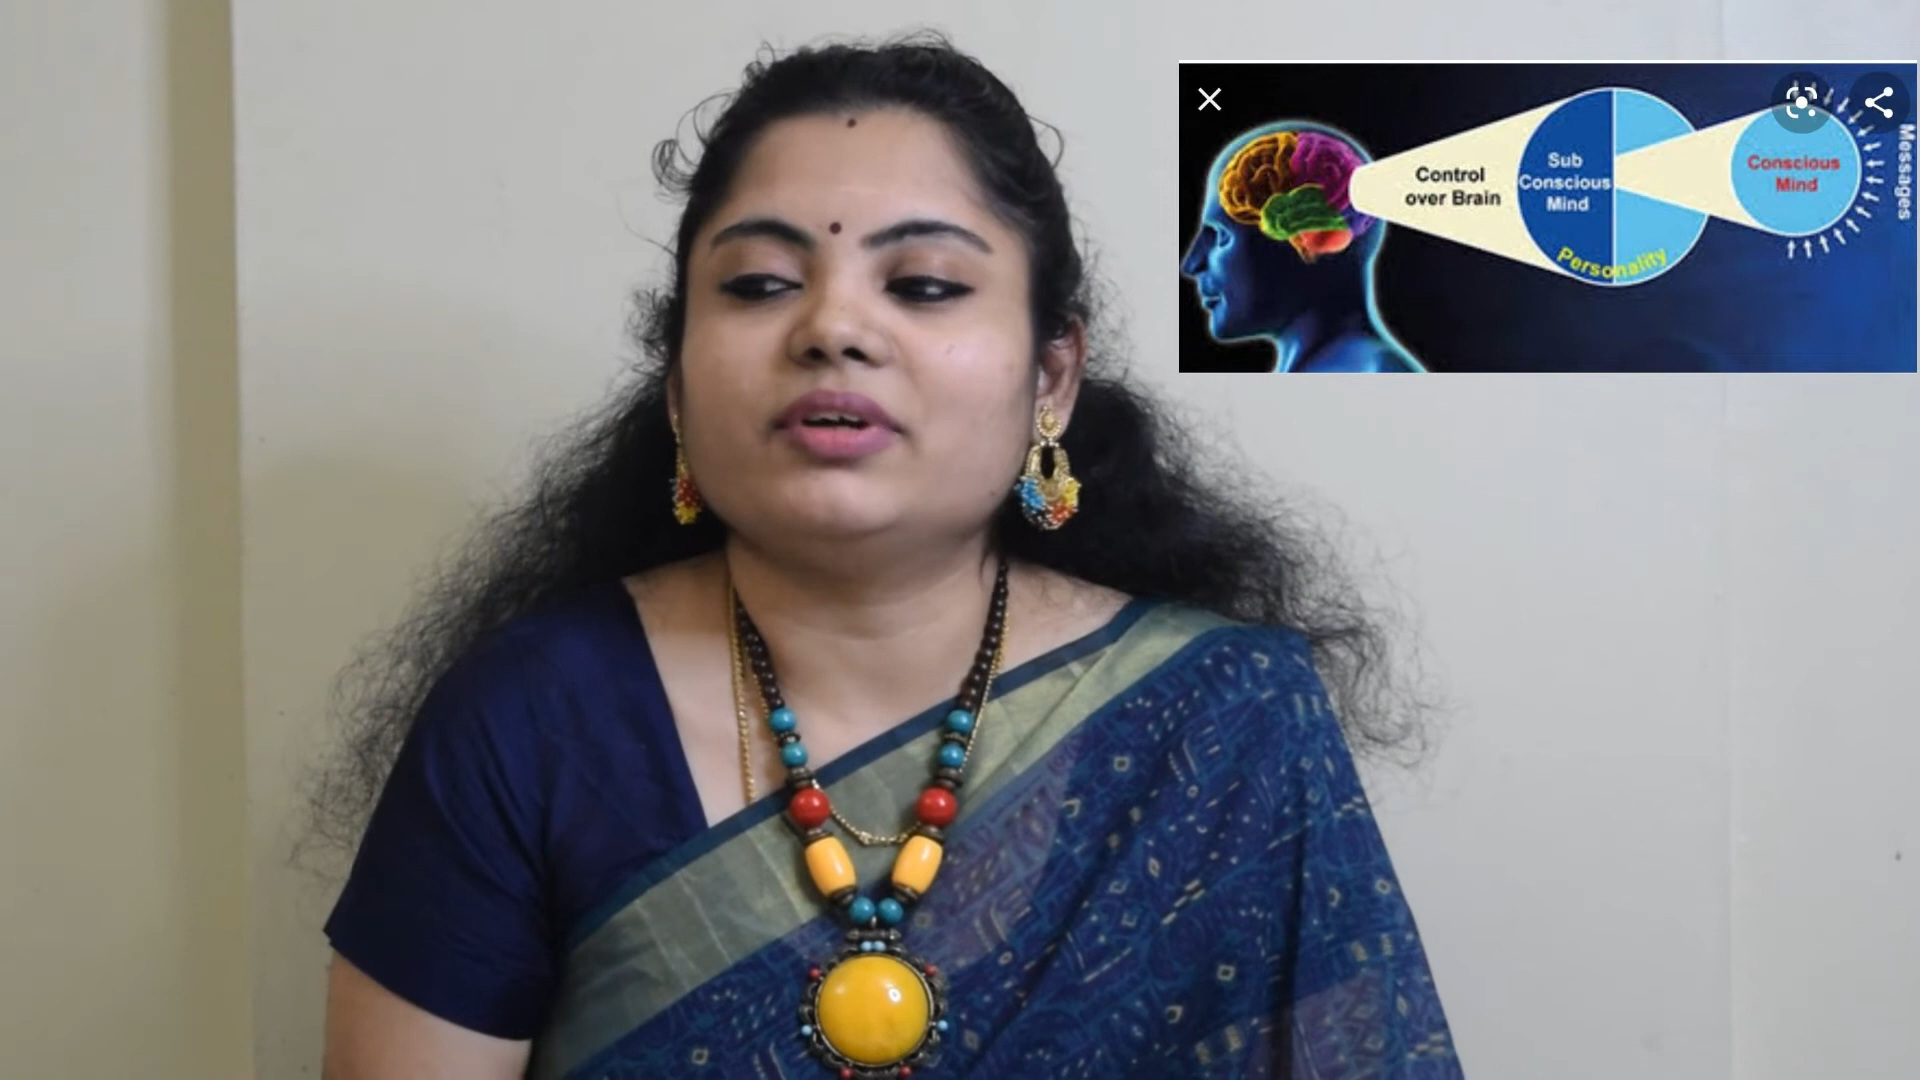 Control
over Brain
Sub
Conscious
Mind
Personality
Conscious
Mind
Messages